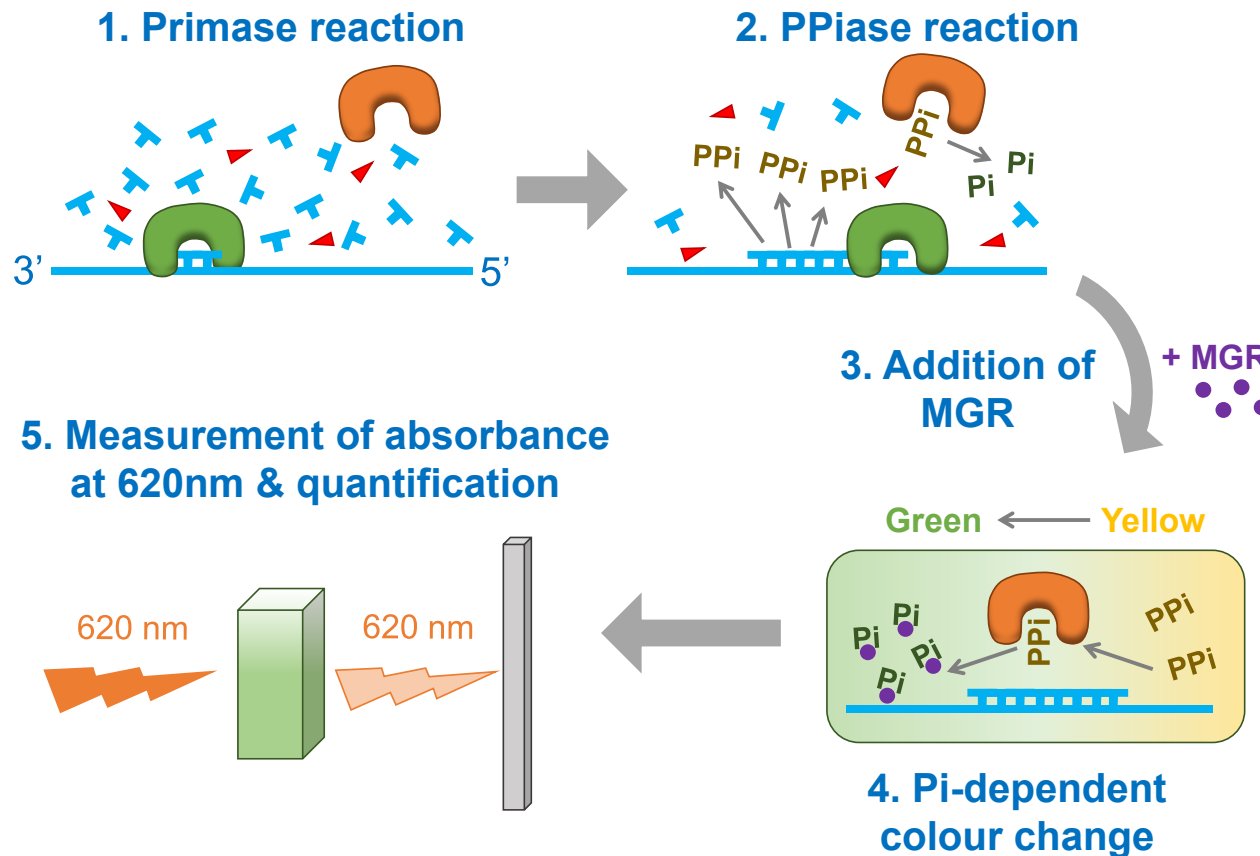 1. Primase reaction
3’
5’
2. PPiase reaction
PPi
PPi
PPi
PPi
Pi
Pi
3. Addition of
MGR
+ MGR
Green
Yellow
Pi
Pi
Pi
Pi
PPi
PPi
PPi
4. Pi-dependent
colour change
5. Measurement of absorbance
at 620nm & quantification
620 nm
620 nm